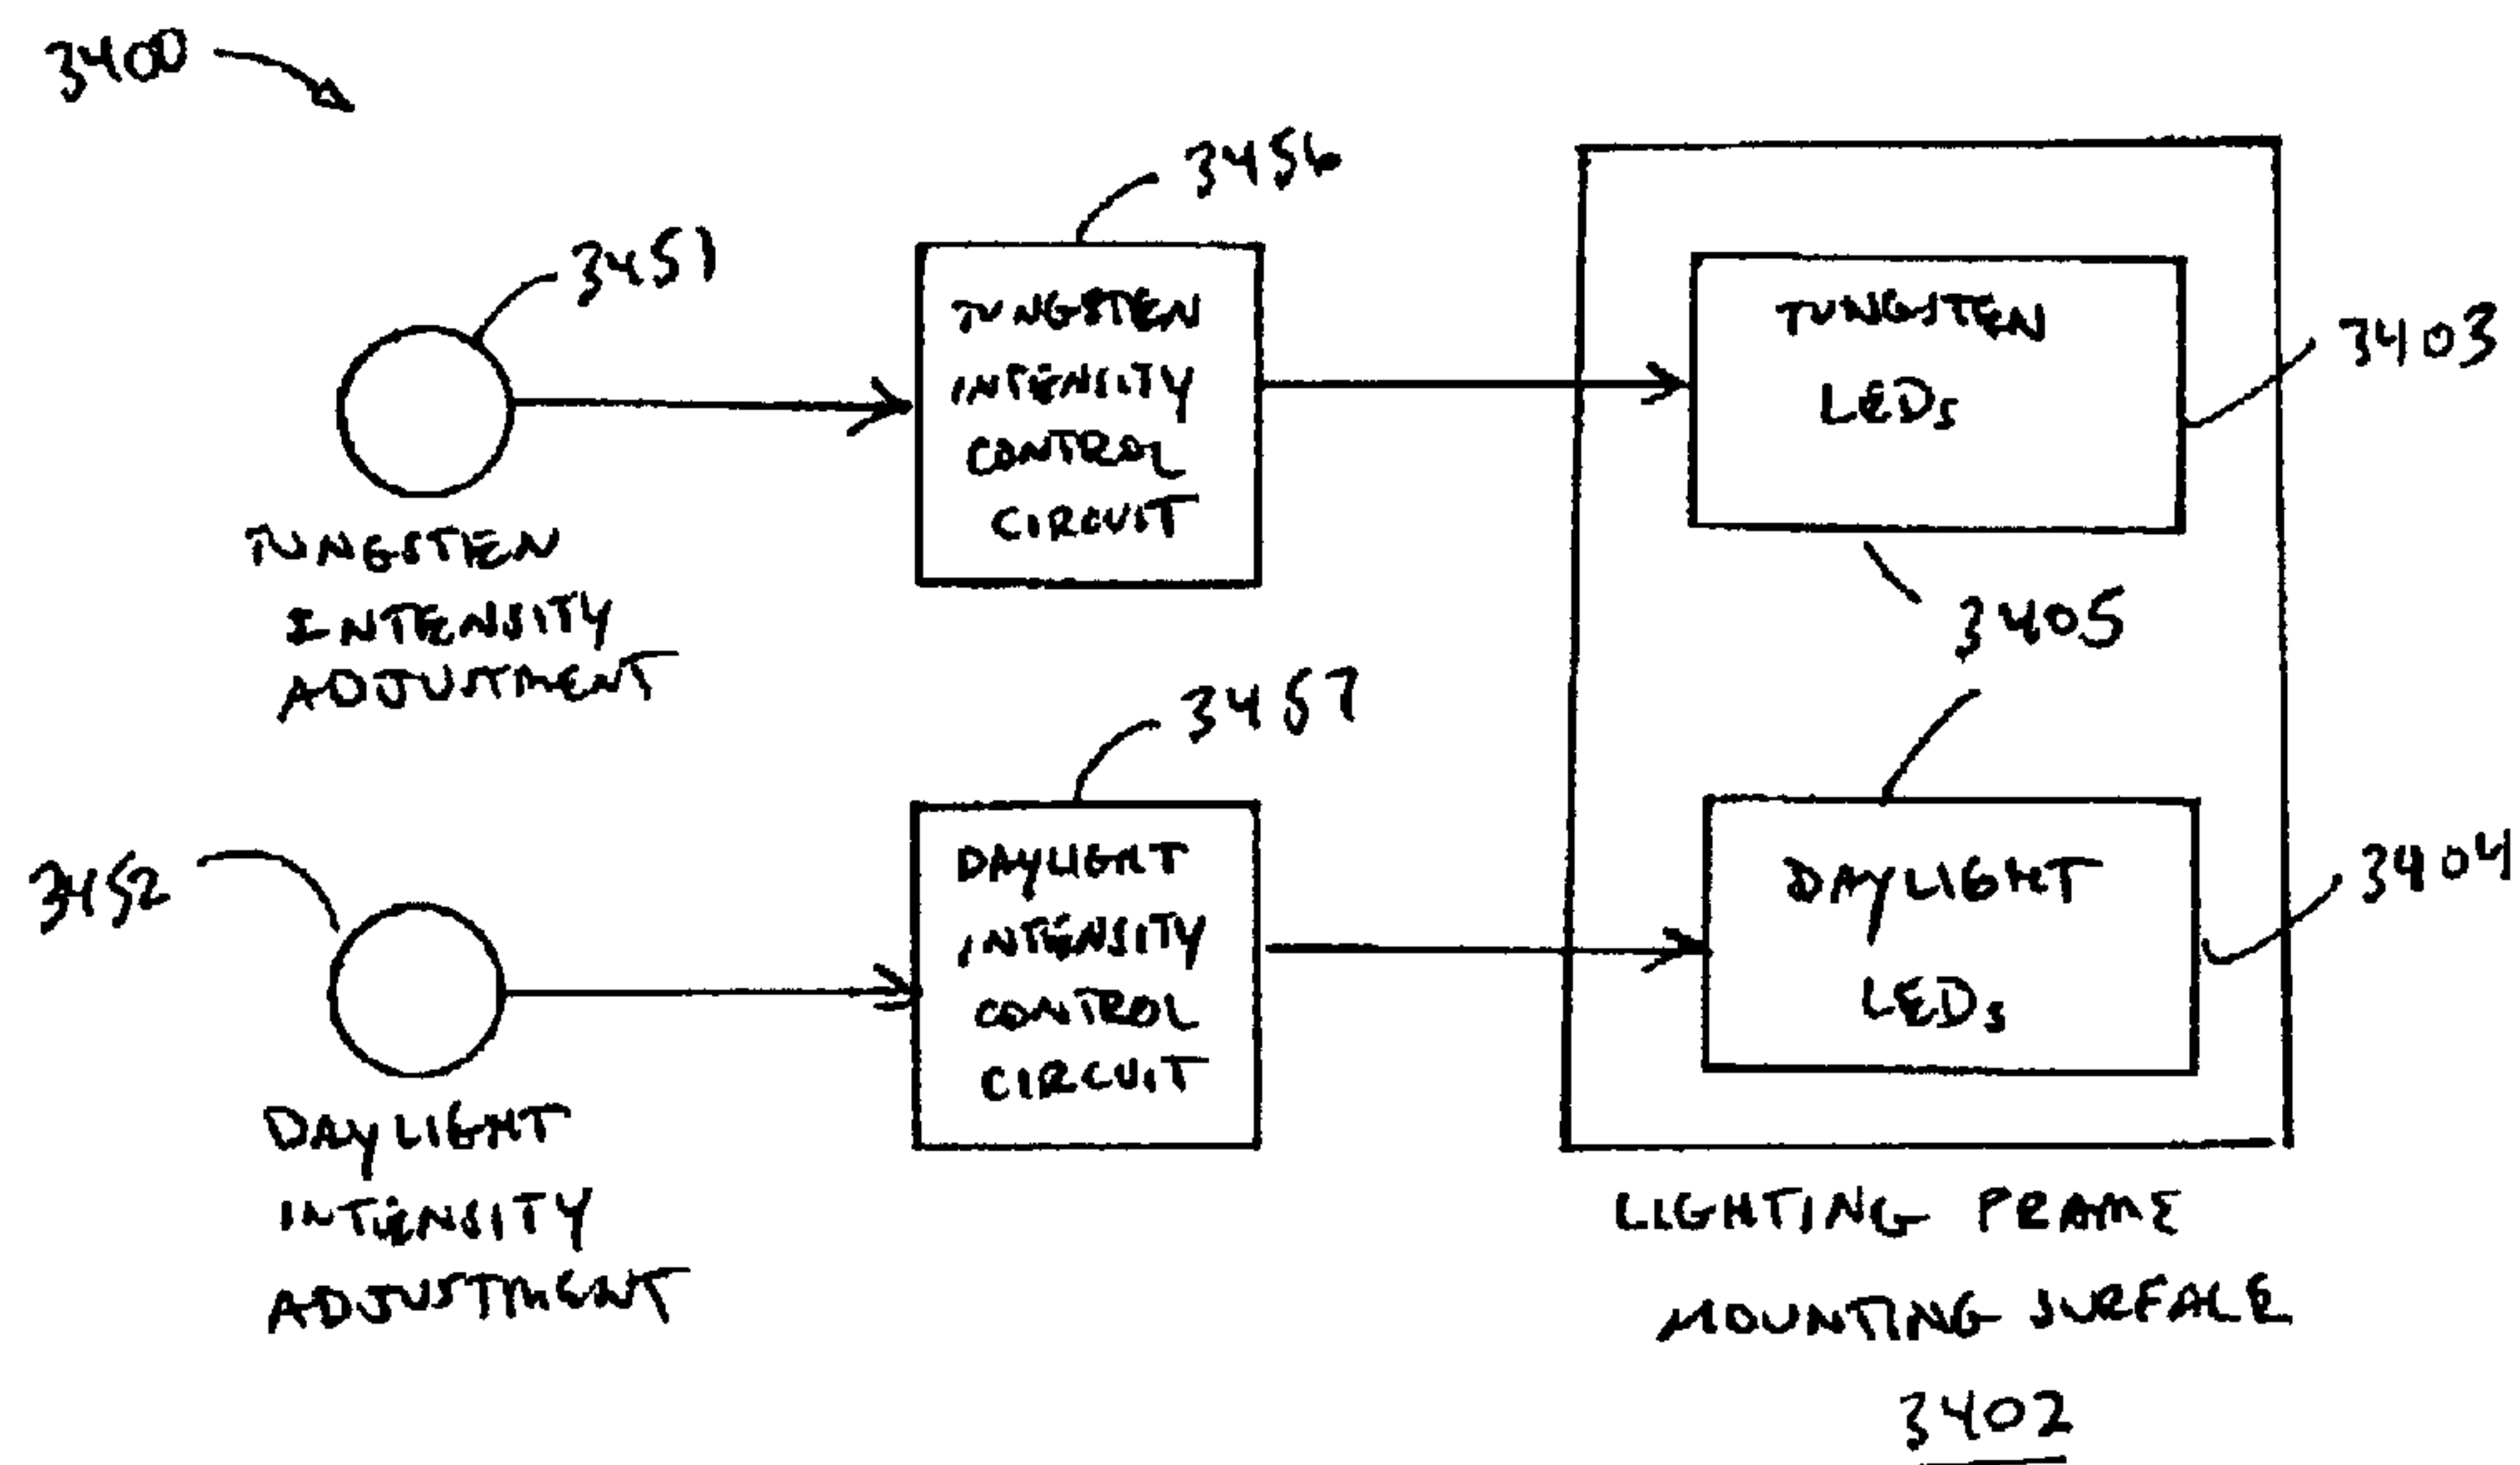 3400
3456
3451
TUNGSTEN
INTENSITY
CONTROL
CIRCUIT
TUNGSTEN
LEDs
3403
TUNGSTEN
INTENSITY
ADJUSTMENT
3405
3457
3452
DAYLIGHT
INTENSITY
CONTROL
CIRCUIT
DAYLIGHT
LEDs
3404
DAYLIGHT
INTENSITY
ADJUSTMENT
LIGHTING FRAME
MOUNTING SURFACE
3402